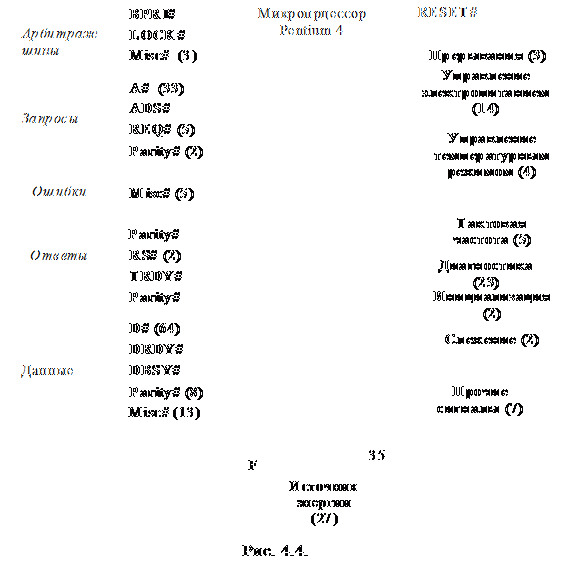 Микропрцессор
Pentium 4
Арбитраж
шины
BPRI#
LOCK#
Misc# (3)
Запросы
A# (33)
ADS#
REQ# (5)
Parity# (2)
Ошибки
Misc# (5)
Ответы
Parity#
RS# (2)
TRDY#
Parity#
Данные
D# (64)
DRDY#
DBSY#
Parity# (8)
Misc# (13)
RESET#
Прерывания (3)
Управление
электропитанием
(14)
Управление
температурным
режимом (4)
Тактовая
частота (5)
Диагностика
(23)
Инициализация
(2)
Слежение (2)
Прочие
сигналы (7)
F
35
Источник
энергии
(27)
Рис. 4.4.